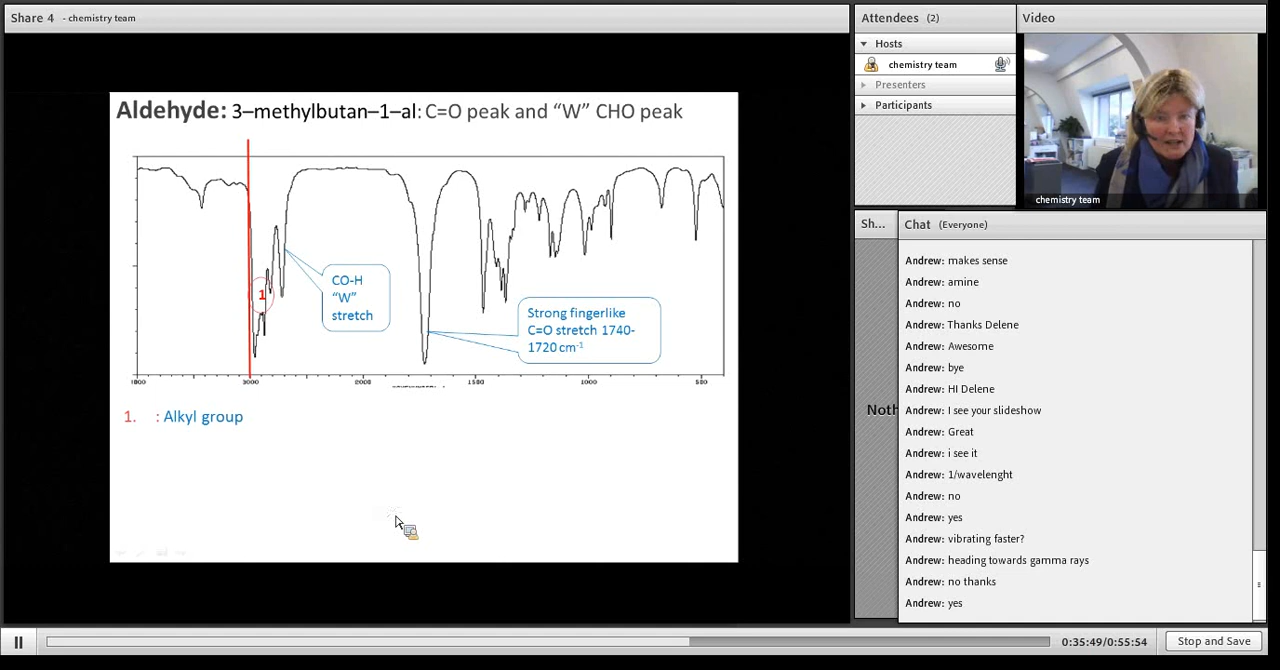 Share 4 - chemistry team
Aldehyde: 3–methylbutan–1–al: C=O peak and “W” CHO peak
1
CO-H
“W”
stretch
Strong fingerlike
C=O stretch 1740-
1720 cm-1
3000
2000
1500
1000
500
1. : Alkyl group
Attendees (2)
Hosts
chemistry team
Presenters
Participants
Video
chemistry team
Sh...
Noth
Chat (Everyone)
Andrew: makes sense
Andrew: amine
Andrew: no
Andrew: Thanks Delene
Andrew: Awesome
Andrew: bye
Andrew: HI Delene
Andrew: I see your slideshow
Andrew: Great
Andrew: i see it
Andrew: 1/wavelenght
Andrew: no
Andrew: yes
Andrew: vibrating faster?
Andrew: heading towards gamma rays
Andrew: no thanks
Andrew: yes
0:35:49/0:55:54
Stop and Save